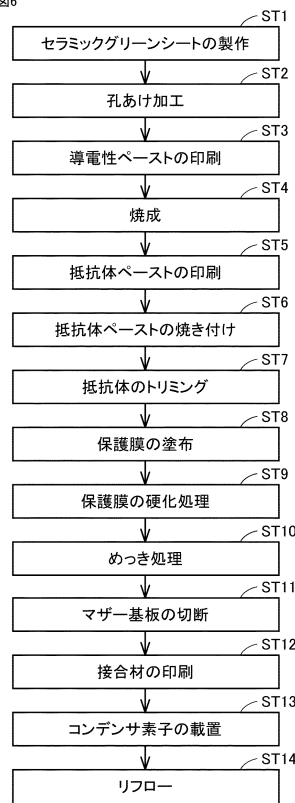 図6
ST1
セラミックグリーンシートの製作
ST2
孔あけ加工
ST3
導電性ペーストの印刷
ST4
焼成
ST5
抵抗体ペーストの印刷
ST6
抵抗体ペーストの焼き付け
ST7
抵抗体のトリミング
ST8
保護膜の塗布
ST9
保護膜の硬化処理
ST10
めっき処理
ST11
マザー基板の切断
ST12
接合材の印刷
ST13
コンデンサ素子の載置
ST14
リフロー